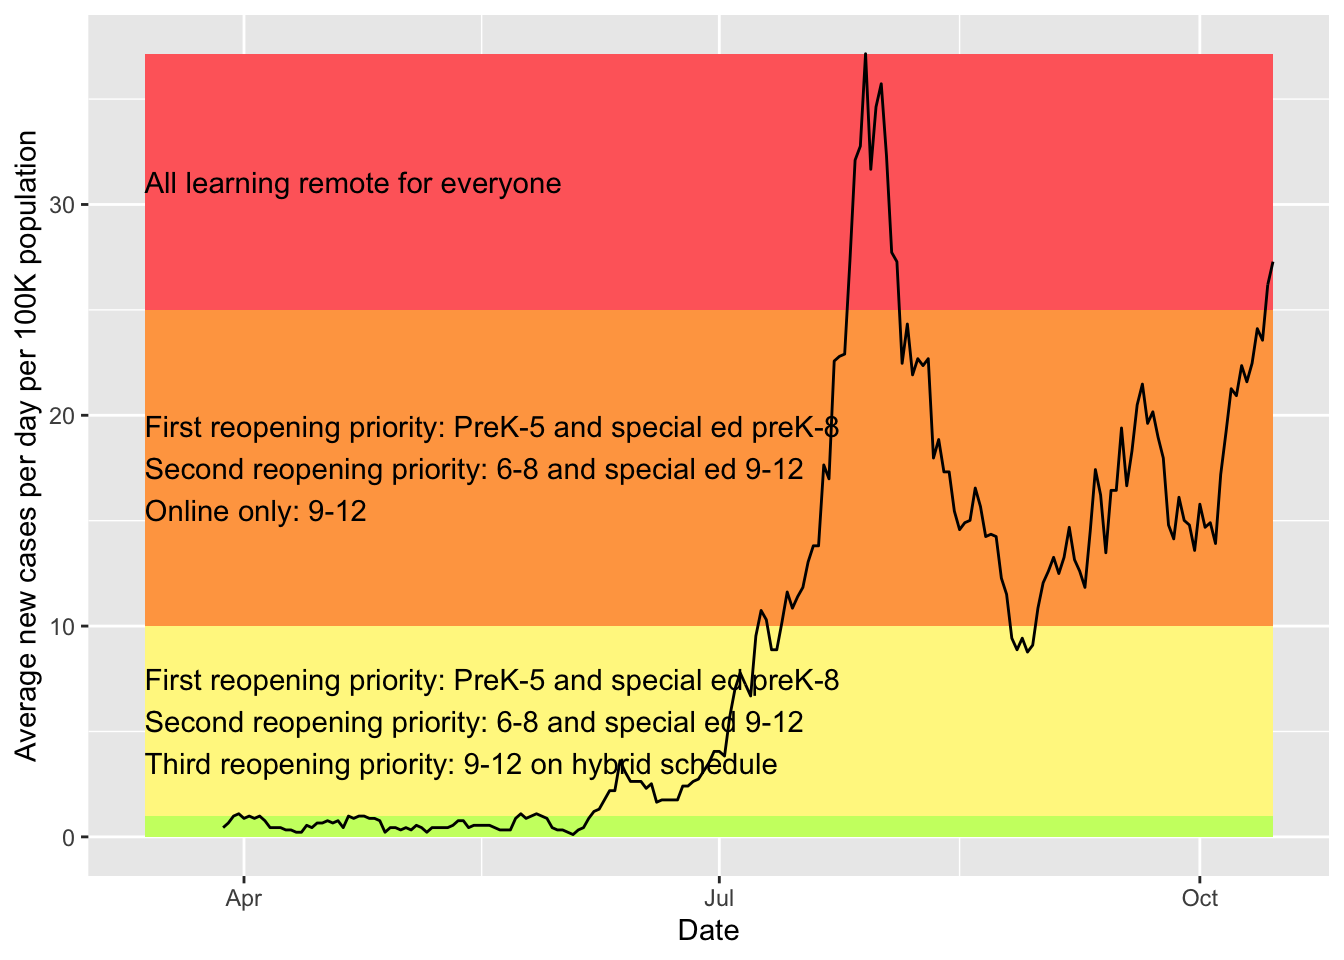 Average new cases per day per 100K population
30
20
10
0
All learning remote for everyone
First reopening priority: PreK-5 and special ed preK-8
Second reopening priority: 6-8 and special ed 9-12
Online only: 9-12
First reopening priority: PreK-5 and special ed preK-8
Second reopening priority: 6-8 and special ed 9-12
Third reopening priority: 9-12 on hybrid schedule
Apr
Jul
Oct
Date